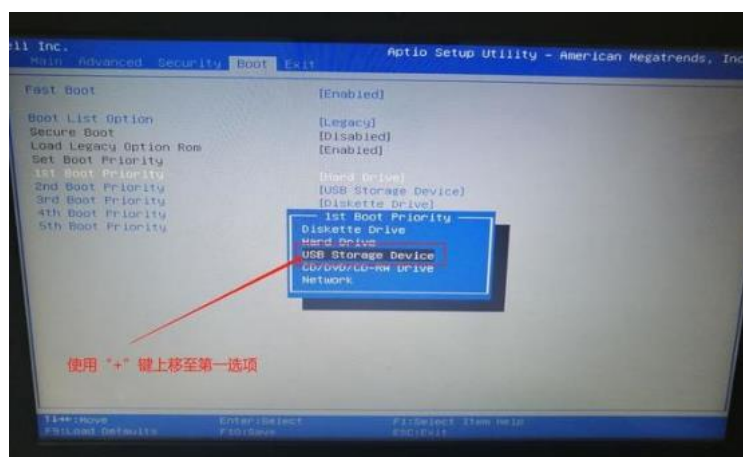 ell Inc.
Aptio Setup Utility - American Megatrends, Inc
Main Advanced Security Boot Exit
Fast Boot [Enabled]
Boot List Option [Legacy]
Secure Boot [Disabled]
Load Legacy Option Rom [Enabled]
Set Boot Priority
1st Boot Priority [Hard Drive]
2nd Boot Priority [USB Storage Device]
3rd Boot Priority [Diskette Drive]
4th Boot Priority
5th Boot Priority
1st Boot Priority
Diskette Drive
Hard Drive
USB Storage Device
CD/DVD/CD-RW Drive
Network
使用 "+" 键上移至第一选项
:Move Enter:Select F1:Select Item Help
F9:Load Defaults F10:Save ESC:Exit